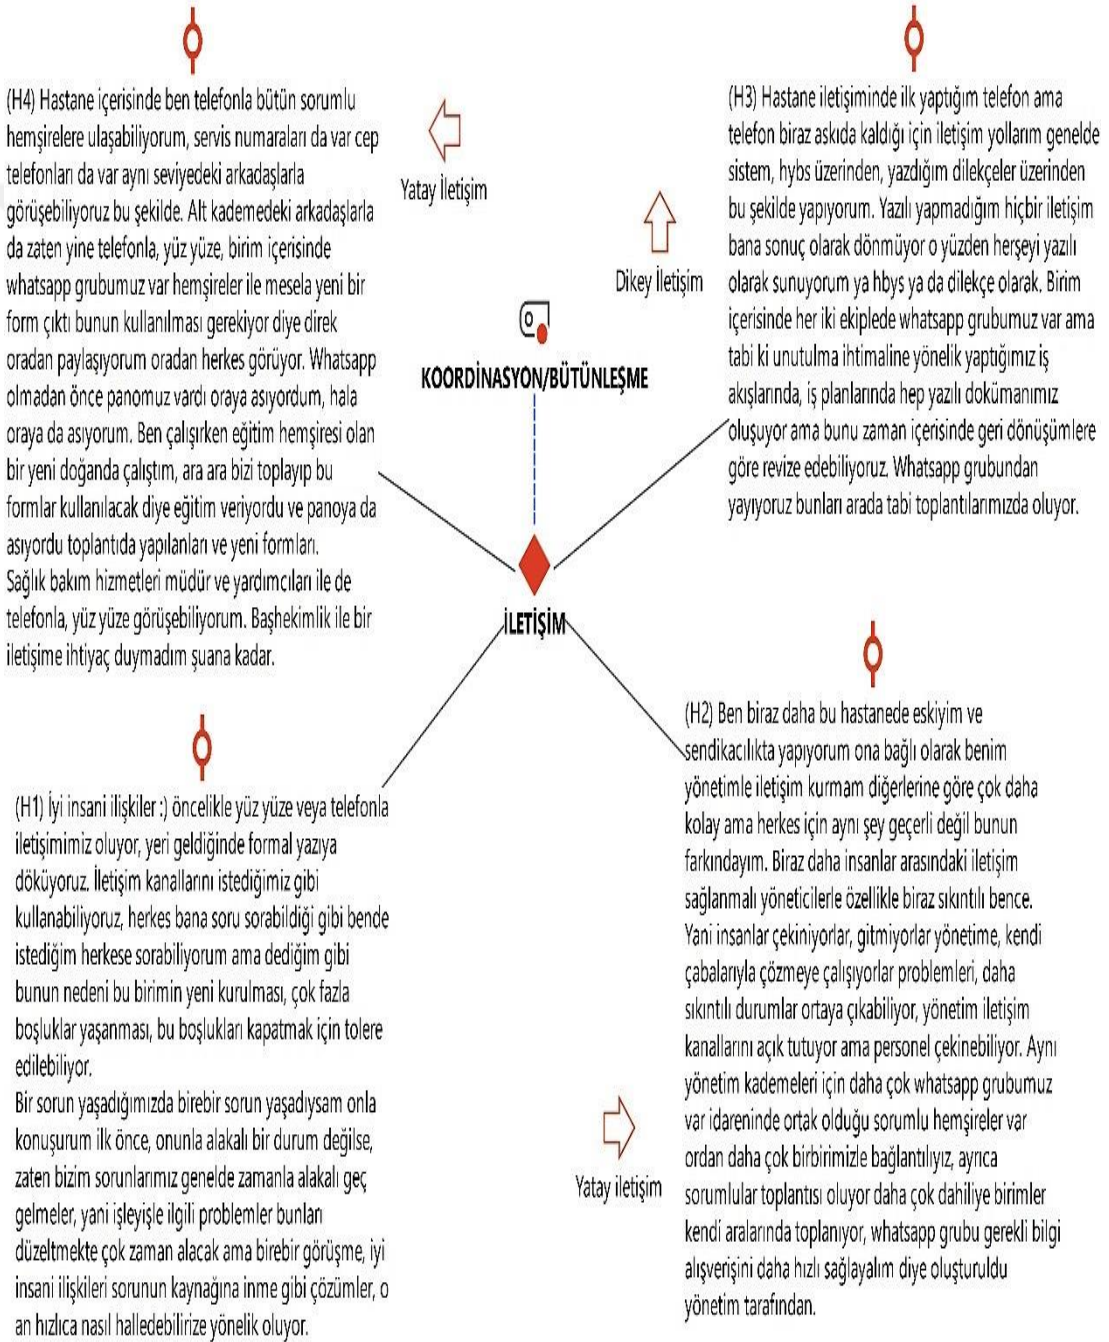 (H4) Hastane içerisinde ben telefonla bütün sorumlu
hemşirelere ulaşabiliyorum, servis numaraları da var cep
telefonları da var aynı seviyedeki arkadaşlarla
görüşebiliyoruz bu şekilde. Alt kademedeki arkadaşlarla
da zaten yine telefonla, yüz yüze, birim içerisinde
whatsapp grubumuz var hemşireler ile mesela yeni bir
form çıktı bunun kullanılması gerekiyor diye direk
oradan paylaşıyorum oradan herkes görüyor. Whatsapp
olmadan önce panomuz vardı oraya asıyordum, hala
oraya da asıyorum. Ben çalışırken eğitim hemşiresi olan
bir yeni doğanda çalıştım, ara ara bizi toplayıp bu
formlar kullanılacak diye eğitim veriyordu ve panoya da
asıyordu toplantıda yapılanları ve yeni formları.
Sağlık bakım hizmetleri müdür ve yardımcıları ile de
telefonla, yüz yüze görüşebiliyorum. Başhekimlik ile bir
iletişime ihtiyaç duymadım şuana kadar.
Yatay İletişim
Dikey İletişim
(H3) Hastane iletişiminde ilk yaptığım telefon ama
telefon biraz askıda kaldığı için iletişim yollarım genelde
sistem, hybs üzerinden, yazdığım dilekçeler üzerinden
bu şekilde yapıyorum. Yazılı yapmadığım hiçbir iletişim
bana sonuç olarak dönmüyor o yüzden herşeyi yazılı
olarak sunuyorum ya hbys ya da dilekçe olarak. Birim
içerisinde her iki ekiplede whatsapp grubumuz var ama
tabi ki unutulma ihtimaline yönelik yaptığımız iş
akışlarında, iş planlarında hep yazılı dokümanımız
oluşuyor ama bunu zaman içerisinde geri dönüşümlere
göre revize edebiliyoruz. Whatsapp grubundan
yayıyoruz bunları arada tabi toplantılarımızda oluyor.
KOORDİNASYON/BÜTÜNLEŞME
İLETİŞİM
(H1) İyi insani ilişkiler :) öncelikle yüz yüze veya telefonla
iletişimimiz oluyor, yeri geldiğinde formal yazıya
döküyoruz. İletişim kanallarını istediğimiz gibi
kullanabiliyoruz, herkes bana soru sorabildiği gibi bende
istediğim herkese sorabiliyorum ama dediğim gibi
bunun nedeni bu birimin yeni kurulması, çok fazla
boşluklar yaşanması, bu boşlukları kapatmak için tolere
edilebiliyor.
Bir sorun yaşadığımızda birebir sorun yaşadıysam onla
konuşurum ilk önce, onunla alakalı bir durum değilse,
zaten bizim sorunlarımız genelde zamanla alakalı geç
gelmeler, yani işleyişle ilgili problemler bunları
düzeltmekte çok zaman alacak ama birebir görüşme, iyi
insani ilişkileri sorunun kaynağına inme gibi çözümler, o
an hızlıca nasıl halledebilirize yönelik oluyor.
(H2) Ben biraz daha bu hastanede eskiyim ve
sendikacılıkta yapıyorum ona bağlı olarak benim
yönetimle iletişim kurmam diğerlerine göre çok daha
kolay ama herkes için aynı şey geçerli değil bunun
farkındayım. Biraz daha insanlar arasındaki iletişim
sağlanmalı yöneticilerle özellikle biraz sıkıntılı bence.
Yani insanlar çekiniyorlar, gitmiyorlar yönetime, kendi
çabalarıyla çözmeye çalışıyorlar problemleri, daha
sıkıntılı durumlar ortaya çıkabiliyor, yönetim iletişim
kanallarını açık tutuyor ama personel çekinebiliyor. Aynı
yönetim kademeleri için daha çok whatsapp grubumuz
var idareninde ortak olduğu sorumlu hemşireler var
ordan daha çok birbirimizle bağlantılıyız, ayrıca
sorumlular toplantısı oluyor daha çok dahiliye birimler
kendi aralarında toplanıyor, whatsapp grubu gerekli bilgi
alışverişini daha hızlı sağlayalım diye oluşturuldu
yönetim tarafından.
Yatay iletişim